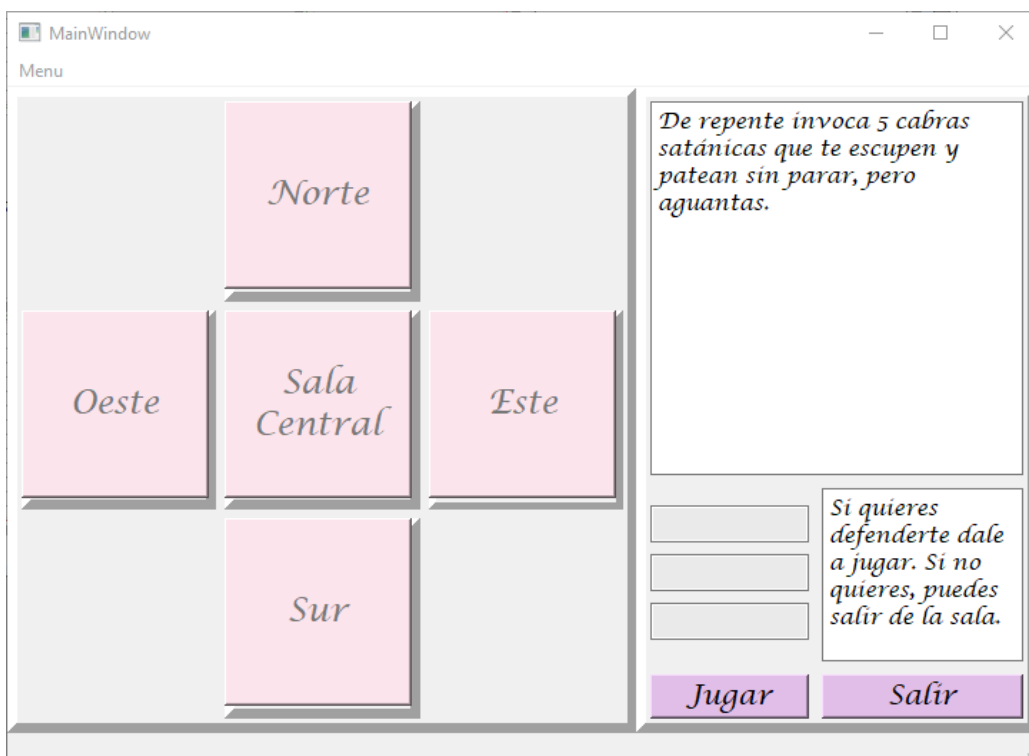 MainWindow
Menu
Norte
Oeste
Sala
Central
Este
Sur
De repente invoca 5 cabras
satánicas que te escupen y
patean sin parar, pero
aguantas.
Si quieres
defenderte dale
a jugar. Si no
quieres, puedes
salir de la sala.
Jugar
Salir